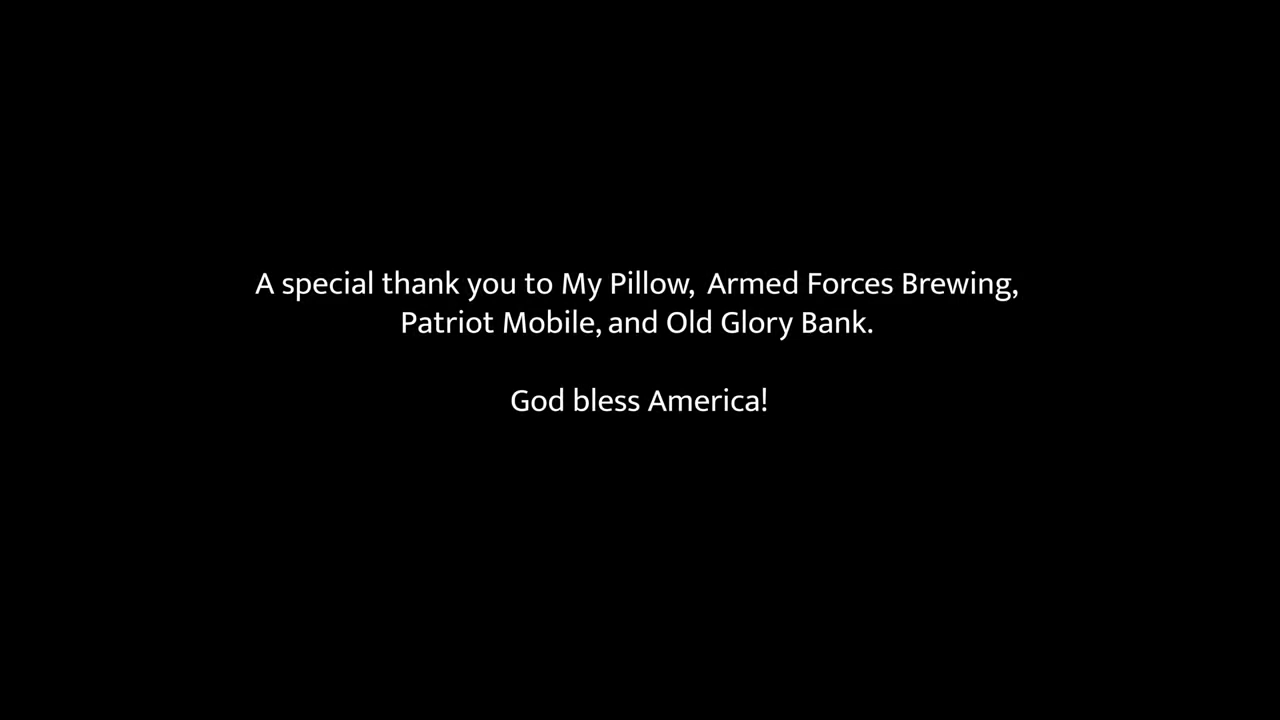 A special thank you to My Pillow,  Armed Forces Brewing,
Patriot Mobile, and Old Glory Bank.
God bless America!